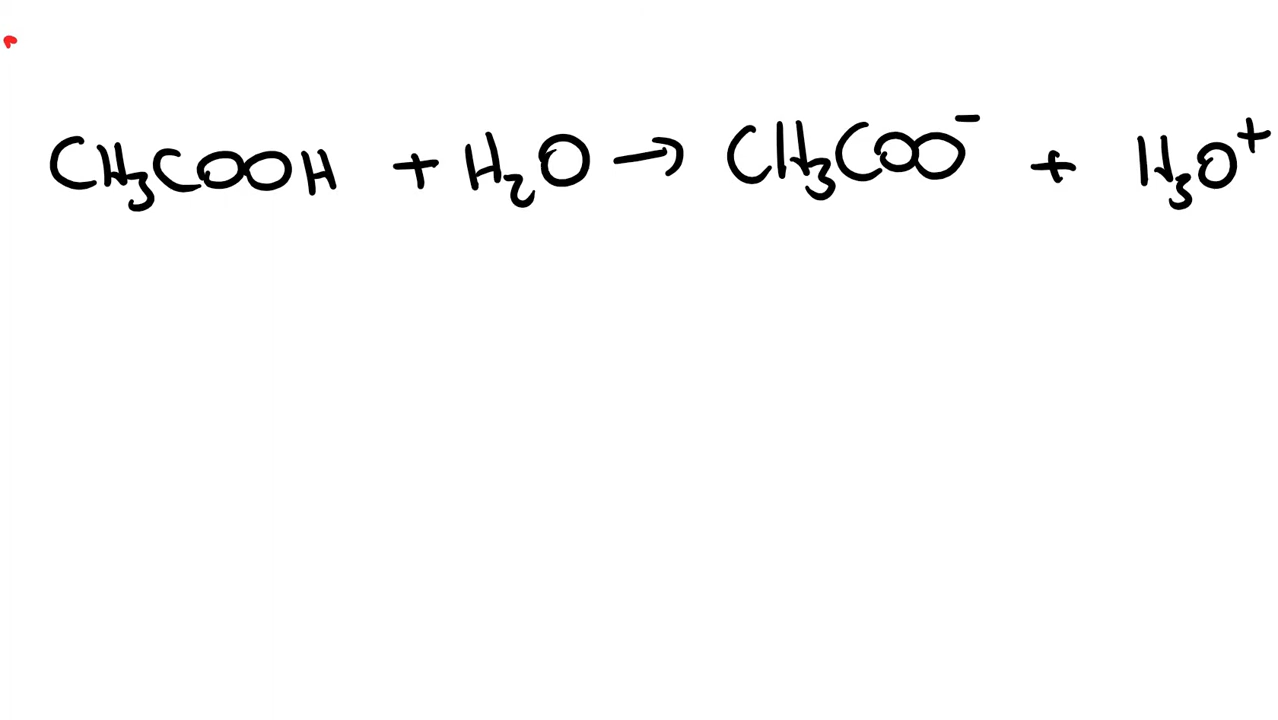 CH₃COOH + H₂O → CH₃COO⁻ + H₃O⁺